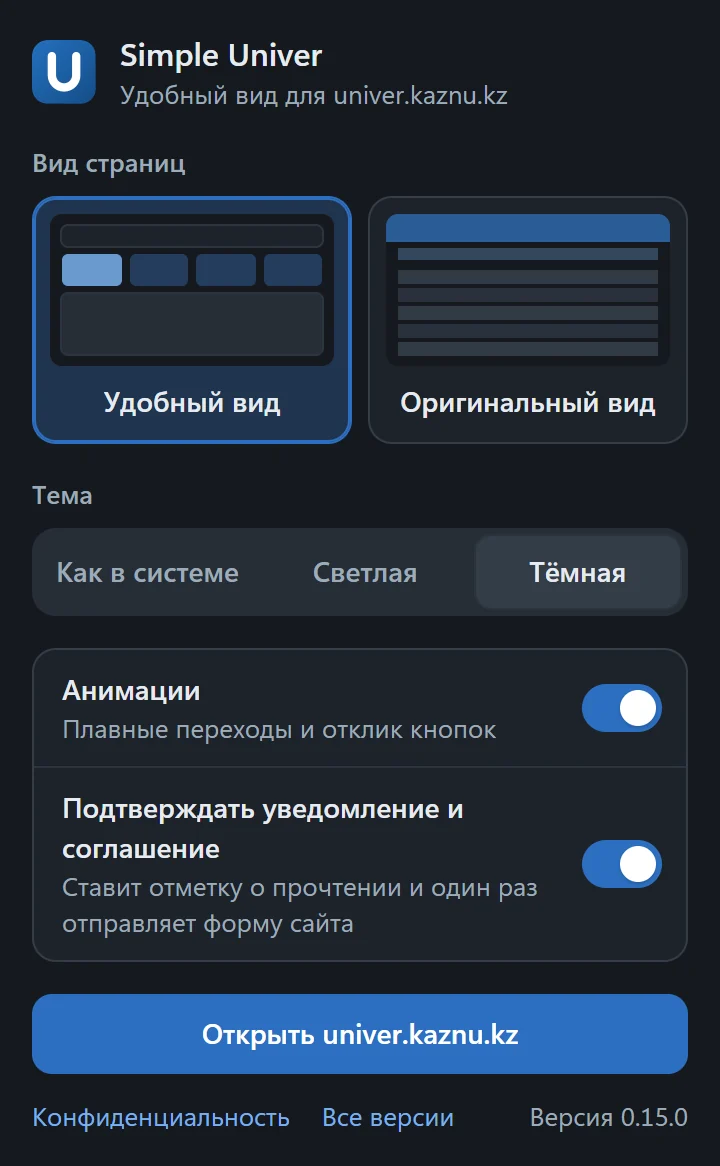 U
Simple Univer
Удобный вид для univer.kaznu.kz
Вид страниц
Удобный вид
Оригинальный вид
Тема
Как в системе
Светлая
Тёмная
Анимации
Плавные переходы и отклик кнопок
Подтверждать уведомление и
соглашение
Ставит отметку о прочтении и один раз
отправляет форму сайта
Открыть univer.kaznu.kz
Конфиденциальность
Все версии
Версия 0.15.0